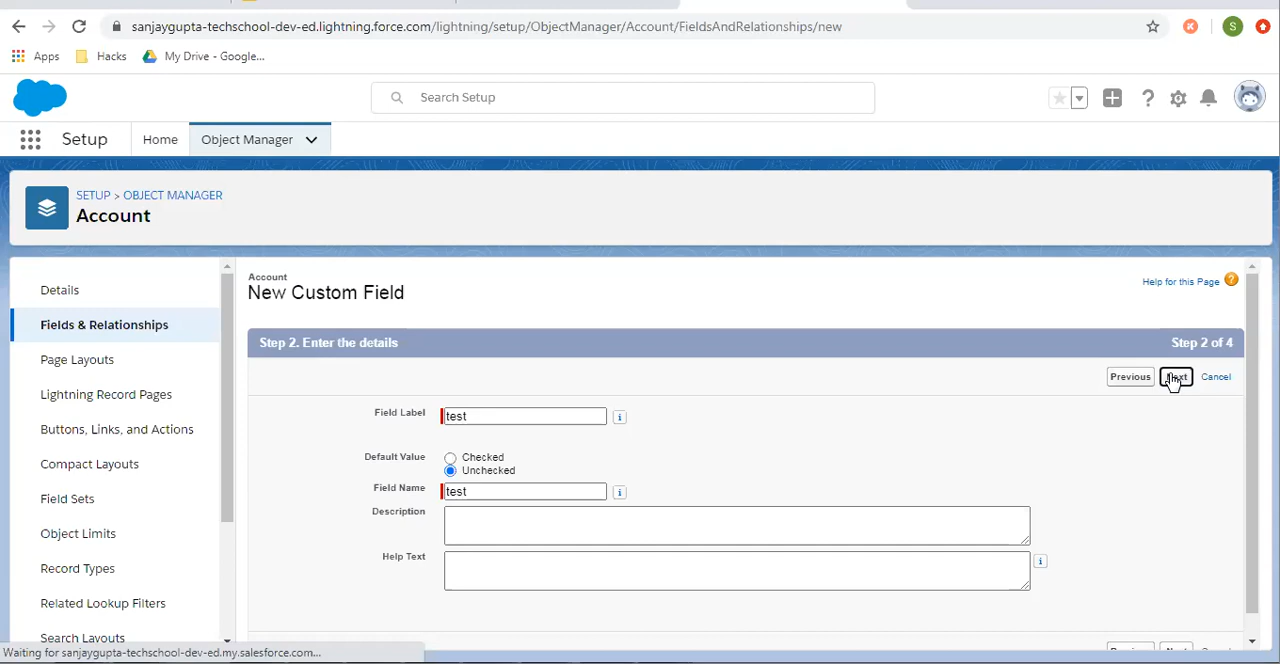 sanjaygupta-techschool-dev-ed.lightning.force.com/lightning/setup/ObjectManager/Account/FieldsAndRelationships/new
S
Apps Hacks My Drive - Google...
Search Setup
Setup Home Object Manager
SETUP > OBJECT MANAGER
Account
Details
Fields & Relationships
Page Layouts
Lightning Record Pages
Buttons, Links, and Actions
Compact Layouts
Field Sets
Object Limits
Record Types
Related Lookup Filters
Search Layouts
Account
New Custom Field
Help for this Page
Step 2. Enter the details Step 2 of 4
Previous Next Cancel
Field Label test
Default Value Checked
Unchecked
Field Name test
Description
Help Text
Waiting for sanjaygupta-techschool-dev-ed.my.salesforce.com...